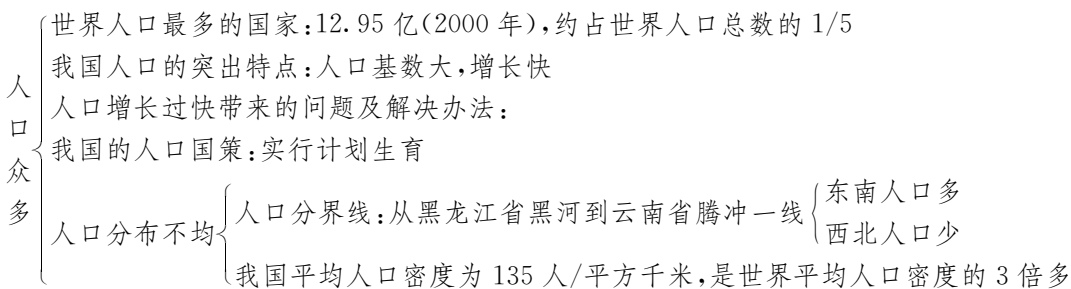 人口众多
世界人口最多的国家:12.95亿(2000年),约占世界人口总数的1/5
我国人口的突出特点:人口基数大,增长快
人口增长过快带来的问题及解决办法:
我国的人口国策:实行计划生育
人口分布不均
人口分界线:从黑龙江省黑河到云南省腾冲一线
东南人口多
西北人口少
我国平均人口密度为135人/平方千米,是世界平均人口密度的3倍多